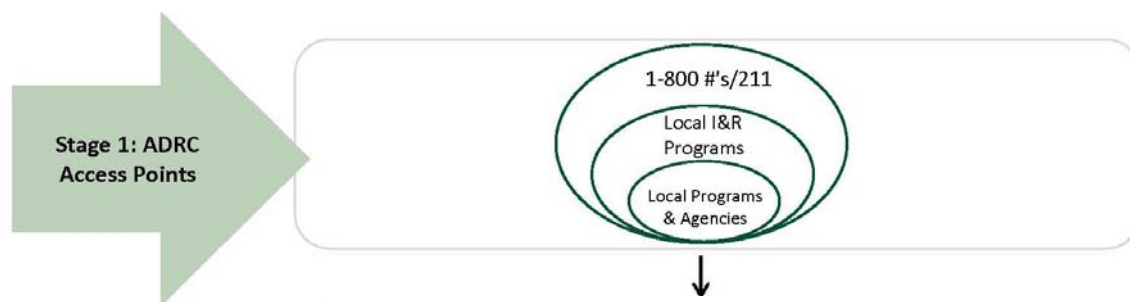 Stage 1: ADRC
Access Points
1-800 #'s/211
Local I&R
Programs
Local Programs
& Agencies